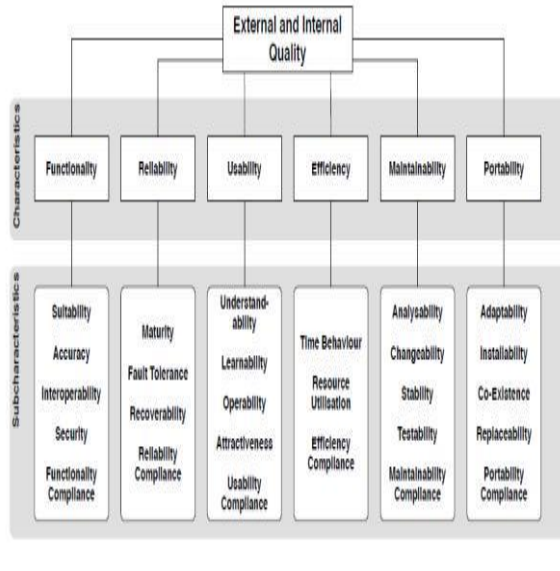 External and Internal
Quality
Characteristics
Functionality
Reliability
Usability
Efficiency
Maintainability
Portability
Subcharacteristics
Suitability
Accuracy
Interoperability
Security
Functionality
Compliance
Maturity
Fault Tolerance
Recoverability
Reliability
Compliance
Understand-
ability
Learnability
Operability
Attractiveness
Usability
Compliance
Time Behaviour
Resource
Utilisation
Efficiency
Compliance
Analysability
Changeability
Stability
Testability
Maintainability
Compliance
Adaptability
Installability
Co-Existence
Replaceability
Portability
Compliance